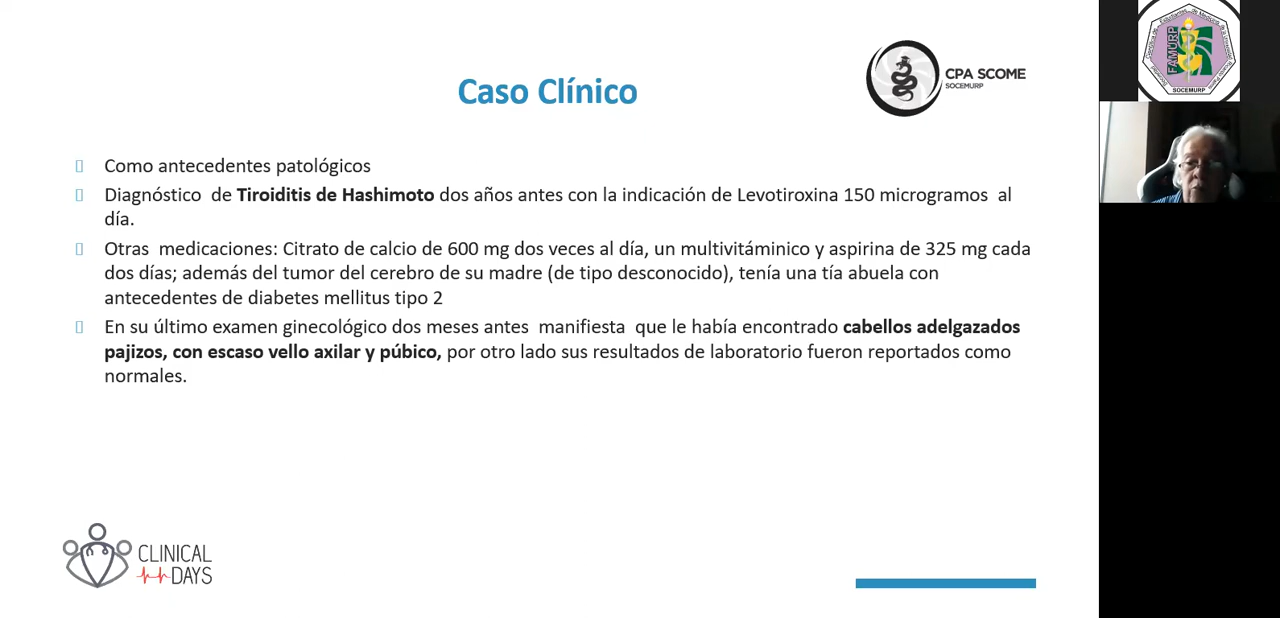 Caso Clínico
CPA SCOME
SOCEMURP
Como antecedentes patológicos
Diagnóstico de Tiroiditis de Hashimoto dos años antes con la indicación de Levotiroxina 150 microgramos al
día.
Otras medicaciones: Citrato de calcio de 600 mg dos veces al día, un multivitáminico y aspirina de 325 mg cada
dos días; además del tumor del cerebro de su madre (de tipo desconocido), tenía una tía abuela con
antecedentes de diabetes mellitus tipo 2
En su último examen ginecológico dos meses antes manifiesta que le había encontrado cabellos adelgazados
pajizos, con escaso vello axilar y púbico, por otro lado sus resultados de laboratorio fueron reportados como
normales.
CLINICAL
DAYS
FAMURP
SOCEMURP